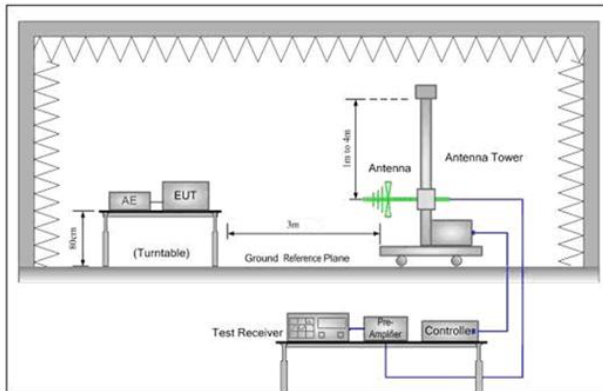 1m to 4m
Antenna
Antenna Tower
AE
EUT
80cm
(Turntable)
3m
Ground Reference Plane
Test Receiver
Pre-
Amplifier
Controller